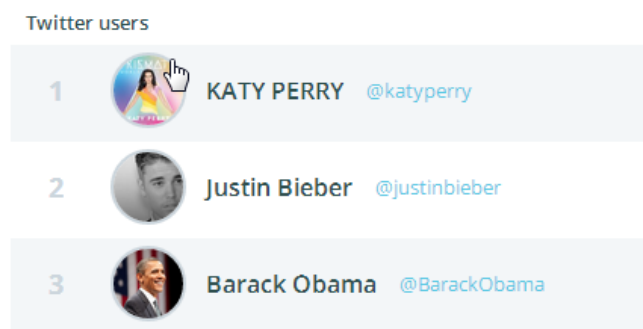 Twitter users
1 KATY PERRY @katyperry
2 Justin Bieber @justinbieber
3 Barack Obama @BarackObama